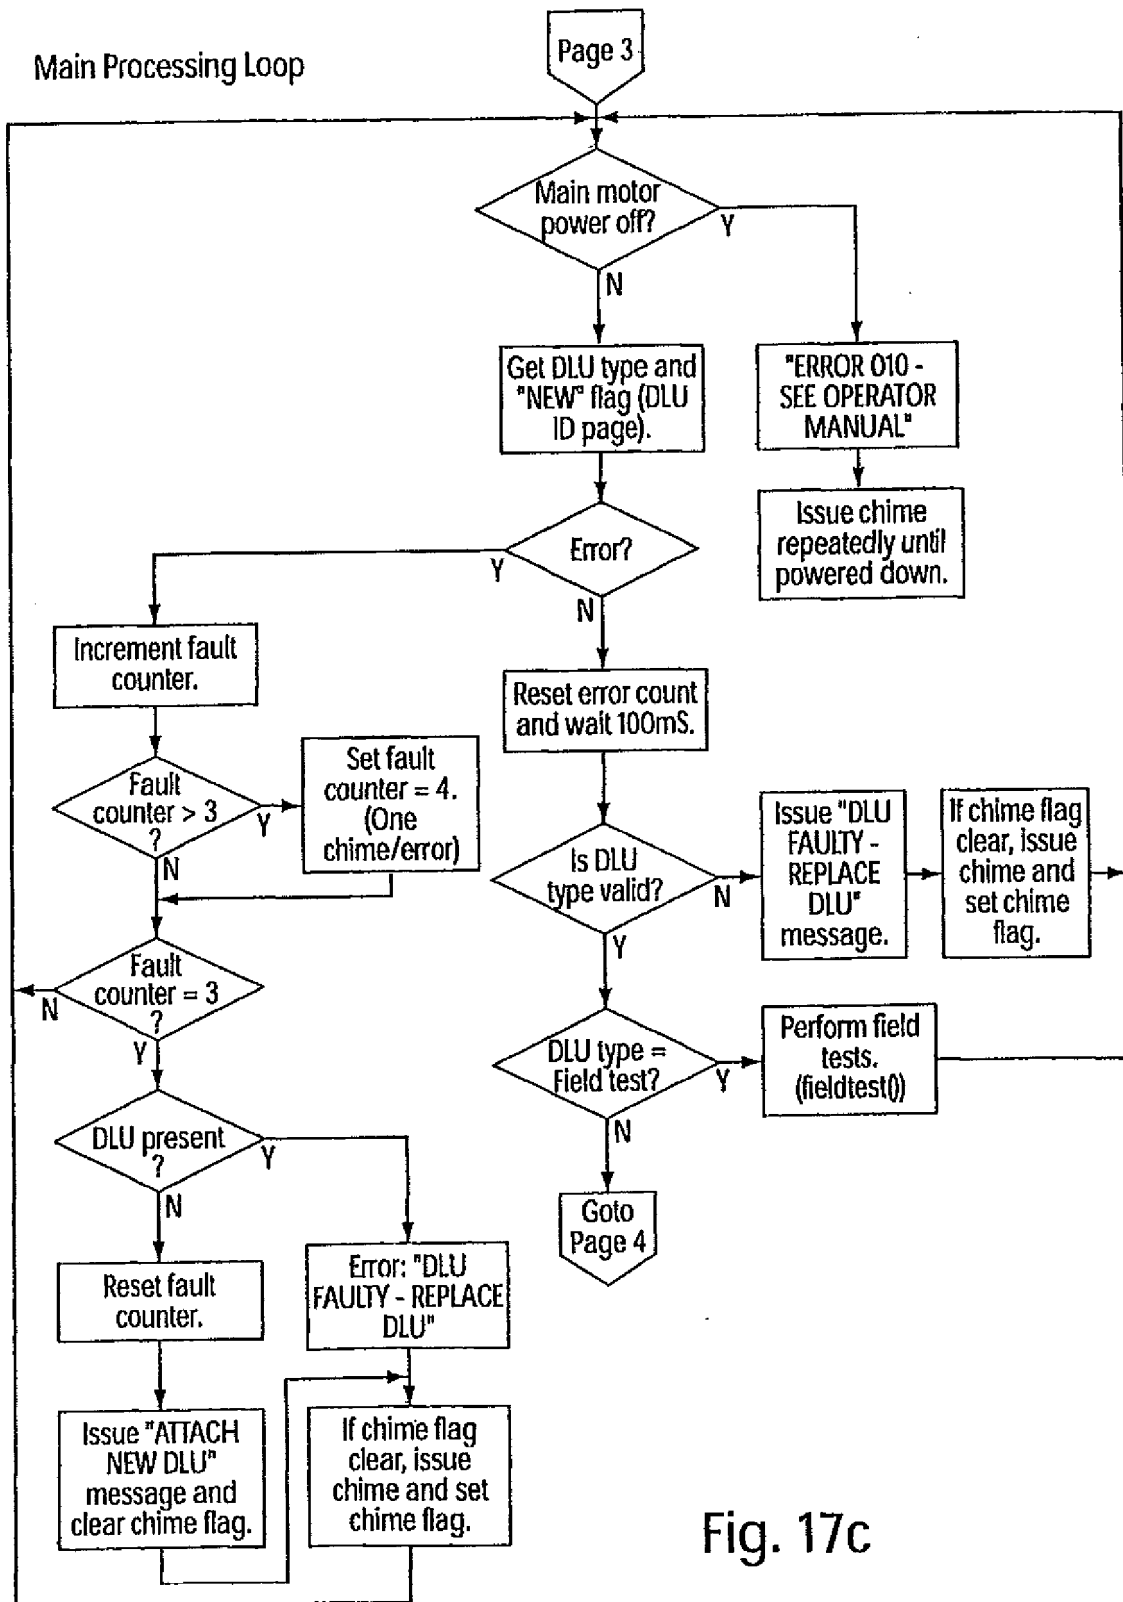 Main Processing Loop
Page 3
Main motor
power off?
Y
N
Get DLU type and
"NEW" flag (DLU
ID page).
"ERROR 010 -
SEE OPERATOR
MANUAL"
Issue chime
repeatedly until
powered down.
Error?
Y
N
Increment fault
counter.
Reset error count
and wait 100mS.
Fault
counter > 3
?
Y
N
Set fault
counter = 4.
(One
chime/error)
Is DLU
type valid?
N
Y
Issue "DLU
FAULTY -
REPLACE
DLU"
message.
If chime flag
clear, issue
chime and
set chime
flag.
Fault
counter = 3
?
N
Y
DLU type =
Field test?
Y
N
Perform field
tests.
(fieldtest())
DLU present
?
Y
N
Goto
Page 4
Reset fault
counter.
Error: "DLU
FAULTY - REPLACE
DLU"
Issue "ATTACH
NEW DLU"
message and
clear chime flag.
If chime flag
clear, issue
chime and set
chime flag.
Fig. 17c